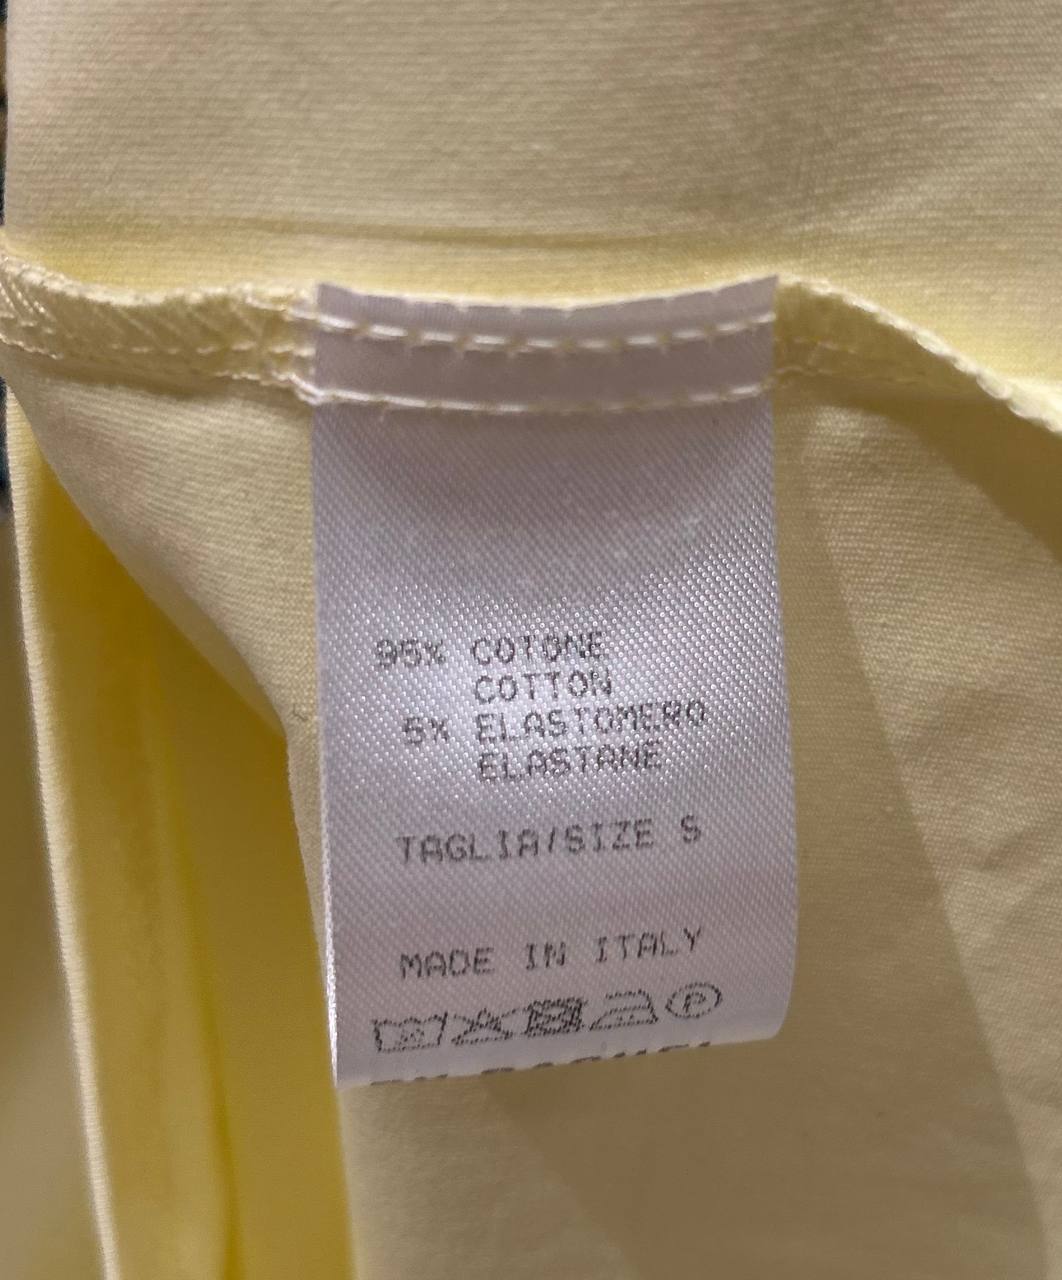 95% COTONE
COTTON
5% ELASTOMERO
ELASTANE
TAGLIA/SIZE S
MADE IN ITALY
P